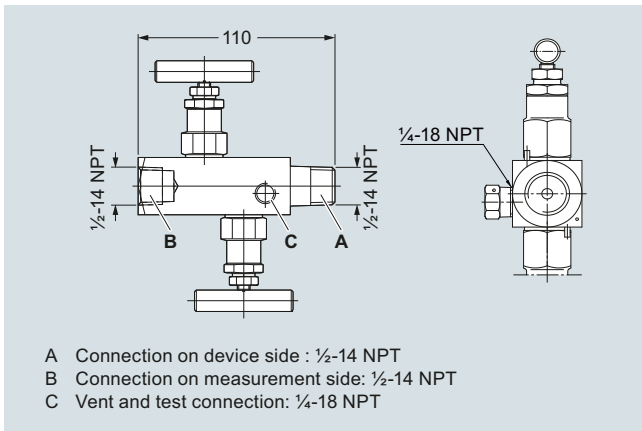 110
¼-18 NPT
½-14 NPT
½-14 NPT
B
C
A
A Connection on device side : ½-14 NPT
B Connection on measurement side: ½-14 NPT
C Vent and test connection: ¼-18 NPT